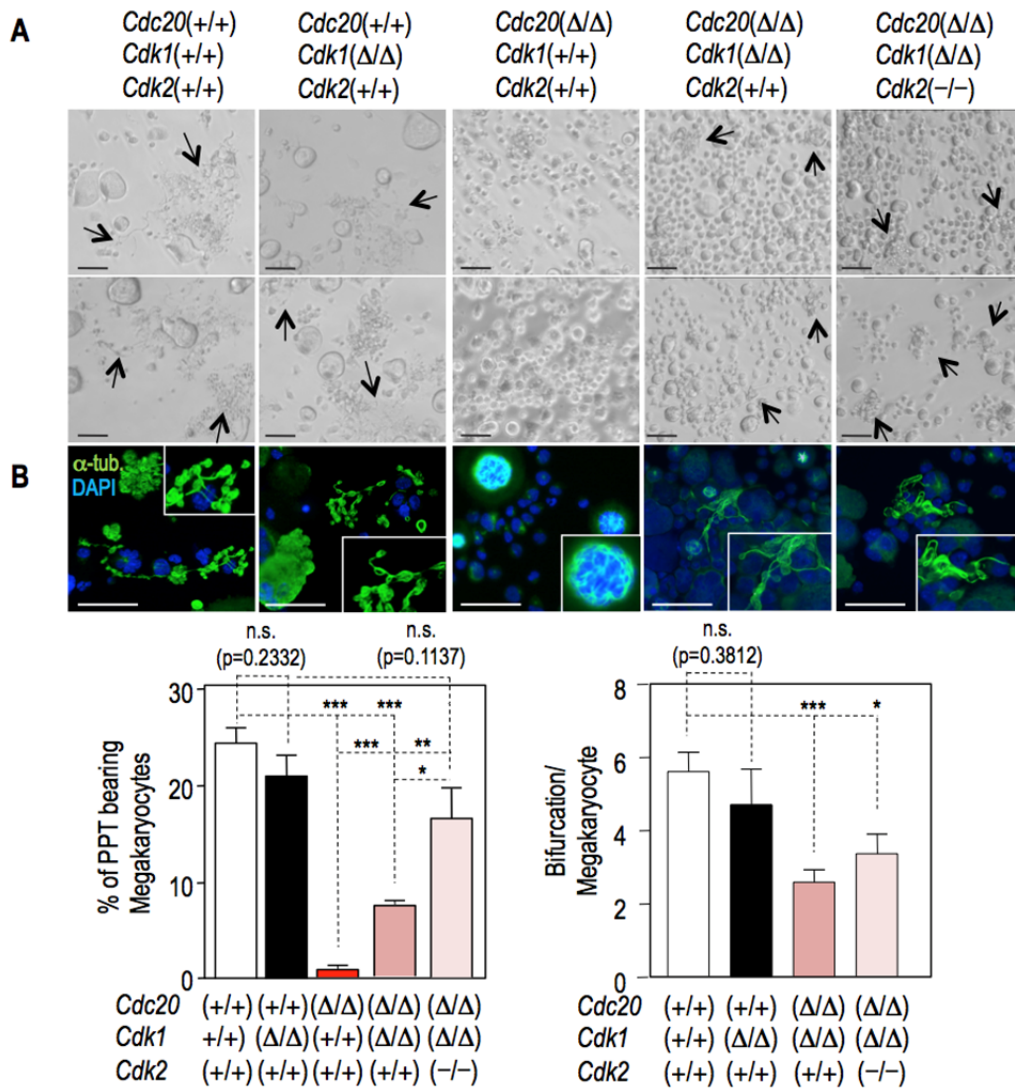 A
Cdc20(+/+) Cdc20(+/+) Cdc20(Δ/Δ) Cdc20(Δ/Δ) Cdc20(Δ/Δ)
Cdk1(+/+) Cdk1(Δ/Δ) Cdk1(+/+) Cdk1(Δ/Δ) Cdk1(Δ/Δ)
Cdk2(+/+) Cdk2(+/+) Cdk2(+/+) Cdk2(+/+) Cdk2(−/−)
B
α-tub.
DAPI
n.s.
(p=0.2332)
n.s.
(p=0.1137)
*** ***
*** **
*
30
20
10
0
% of PPT bearing
Megakaryocytes
Cdc20 (+/+) (+/+) (Δ/Δ) (Δ/Δ) (Δ/Δ)
Cdk1 +/+) (Δ/Δ) (+/+) (Δ/Δ) (Δ/Δ)
Cdk2 (+/+) (+/+) (+/+) (+/+) (−/−)
n.s.
(p=0.3812)
*** *
8
6
4
2
0
Bifurcation/
Megakaryocyte
Cdc20 (+/+) (+/+) (Δ/Δ) (Δ/Δ)
Cdk1 (+/+) (Δ/Δ) (Δ/Δ) (Δ/Δ)
Cdk2 (+/+) (+/+) (+/+) (−/−)